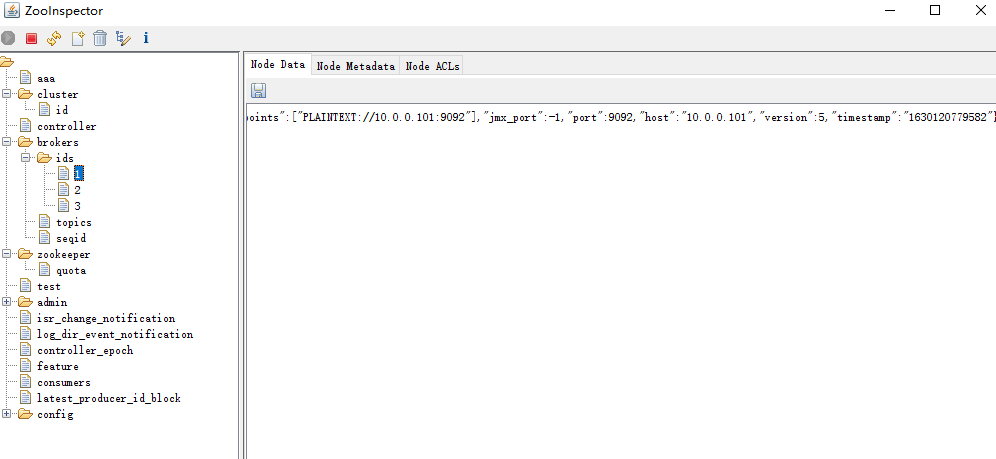 ZooInspector
aaa
cluster
id
controller
brokers
ids
1
2
3
topics
seqid
zookeeper
quota
test
admin
isr_change_notification
log_dir_event_notification
controller_epoch
feature
consumers
latest_producer_id_block
config
Node Data Node Metadata Node ACLs
oints":["PLAINTEXT://10.0.0.101:9092"],"jmx_port":-1,"port":9092,"host":"10.0.0.101","version":5,"timestamp":"1630120779582"}